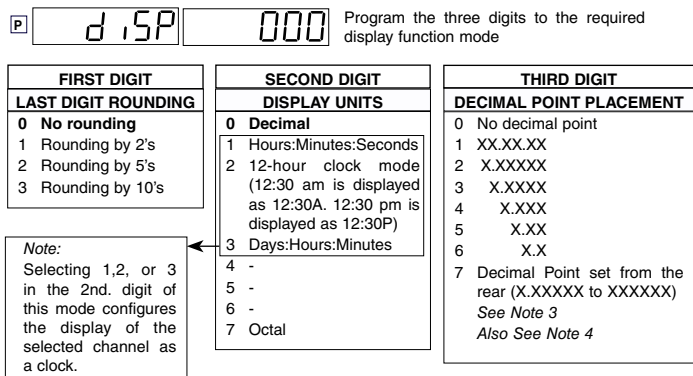 P diSP 000 Program the three digits to the required
display function mode
FIRST DIGIT
LAST DIGIT ROUNDING
0 No rounding
1 Rounding by 2's
2 Rounding by 5's
3 Rounding by 10's
Note:
Selecting 1,2, or 3
in the 2nd. digit of
this mode configures
the display of the
selected channel as
a clock.
SECOND DIGIT
DISPLAY UNITS
0 Decimal
1 Hours:Minutes:Seconds
2 12-hour clock mode
(12:30 am is displayed
as 12:30A. 12:30 pm is
displayed as 12:30P)
3 Days:Hours:Minutes
4 -
5 -
6 -
7 Octal
THIRD DIGIT
DECIMAL POINT PLACEMENT
0 No decimal point
1 XX.XX.XX
2 X.XXXXX
3 X.XXXX
4 X.XXX
5 X.XX
6 X.X
7 Decimal Point set from the
rear (X.XXXXX to XXXXXX)
See Note 3
Also See Note 4